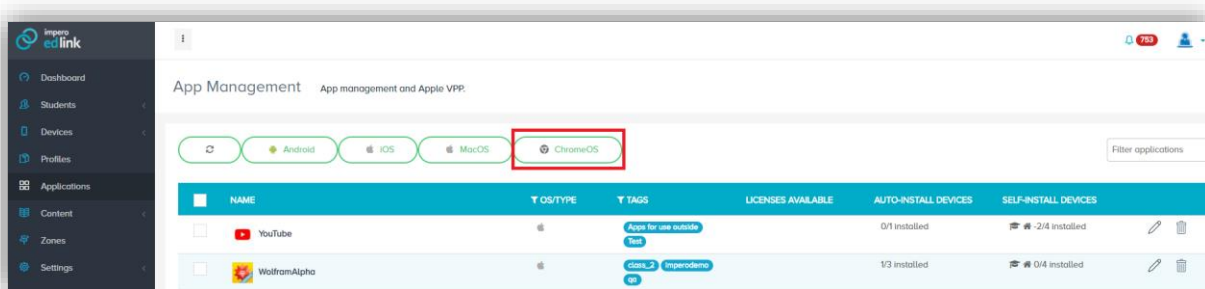 impero
ed link
753
Dashboard
Students
Devices
Profiles
Applications
Content
Zones
Settings
App Management App management and Apple VPP.
Android iOS MacOS ChromeOS
Filter applications
NAME OS/TYPE TAGS LICENSES AVAILABLE AUTO-INSTALL DEVICES SELF-INSTALL DEVICES
YouTube Apps for use outside 0/1 installed -2/4 installed
Test
WolframAlpha class_2 Imperodemo 1/3 installed 0/4 installed
qa